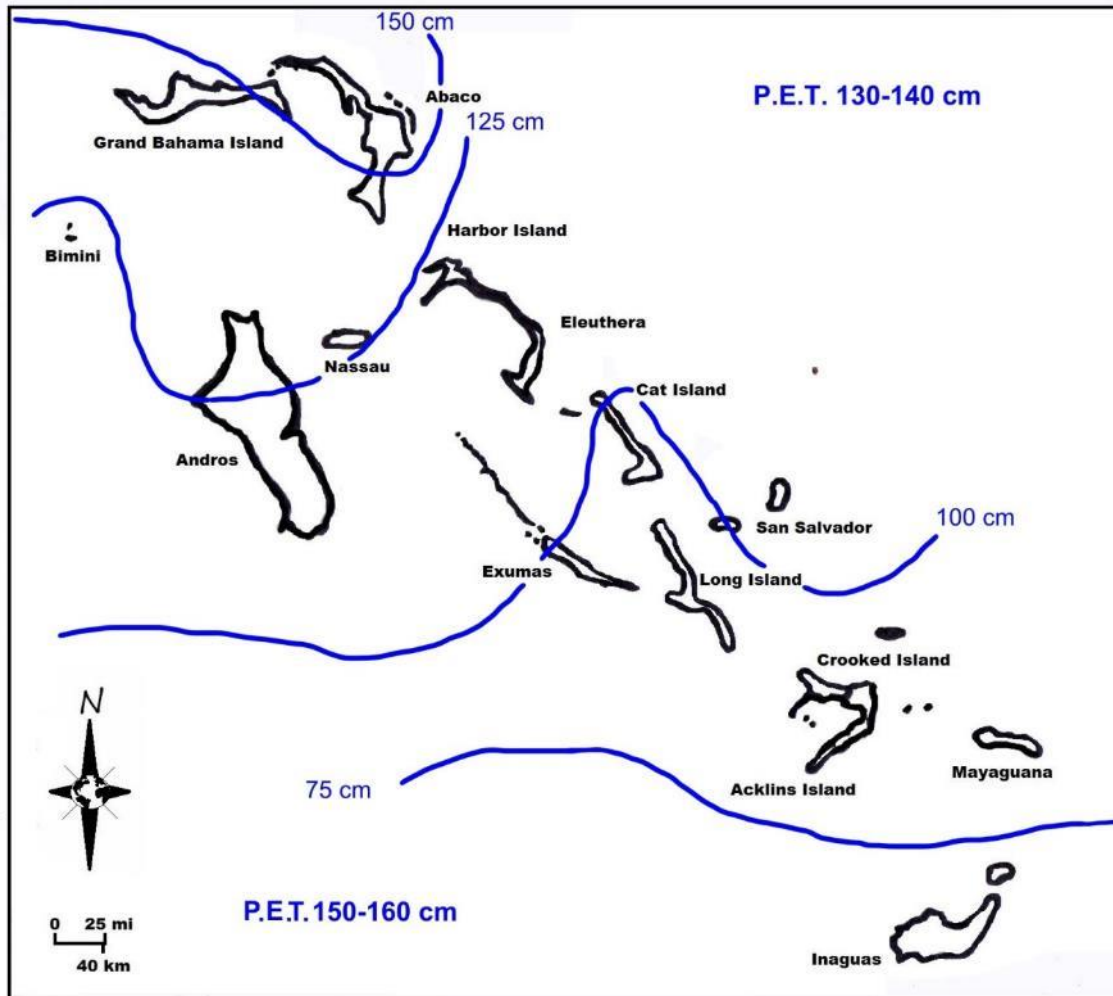 150 cm
Abaco
P.E.T. 130-140 cm
125 cm
Grand Bahama Island
Harbor Island
Bimini
Eleuthera
Nassau
Cat Island
Andros
San Salvador
100 cm
Exumas
Long Island
Crooked Island
N
Mayaguana
75 cm
Acklins Island
P.E.T. 150-160 cm
0 25 mi
40 km
Inaguas